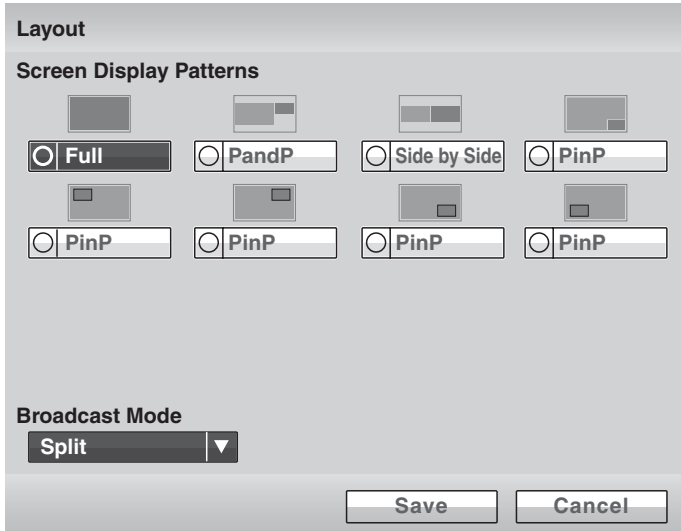 Layout
Screen Display Patterns
Full
PandP
Side by Side
PinP
PinP
PinP
PinP
PinP
Broadcast Mode
Split
Save
Cancel